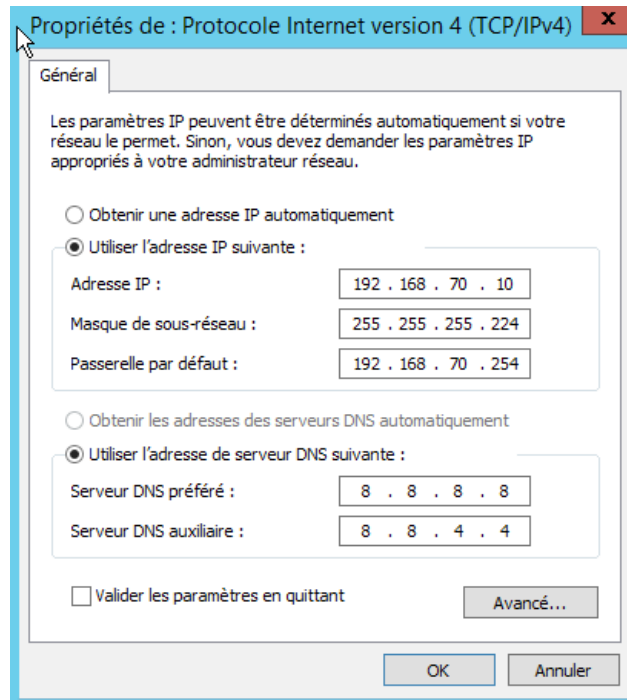 Propriétés de : Protocole Internet version 4 (TCP/IPv4)
x
Général
Les paramètres IP peuvent être déterminés automatiquement si votre
réseau le permet. Sinon, vous devez demander les paramètres IP
appropriés à votre administrateur réseau.
Obtenir une adresse IP automatiquement
Utiliser l'adresse IP suivante :
Adresse IP : 192 . 168 . 70 . 10
Masque de sous-réseau : 255 . 255 . 255 . 224
Passerelle par défaut : 192 . 168 . 70 . 254
Obtenir les adresses des serveurs DNS automatiquement
Utiliser l'adresse de serveur DNS suivante :
Serveur DNS préféré : 8 . 8 . 8 . 8
Serveur DNS auxiliaire : 8 . 8 . 4 . 4
Valider les paramètres en quittant
Avancé...
OK Annuler